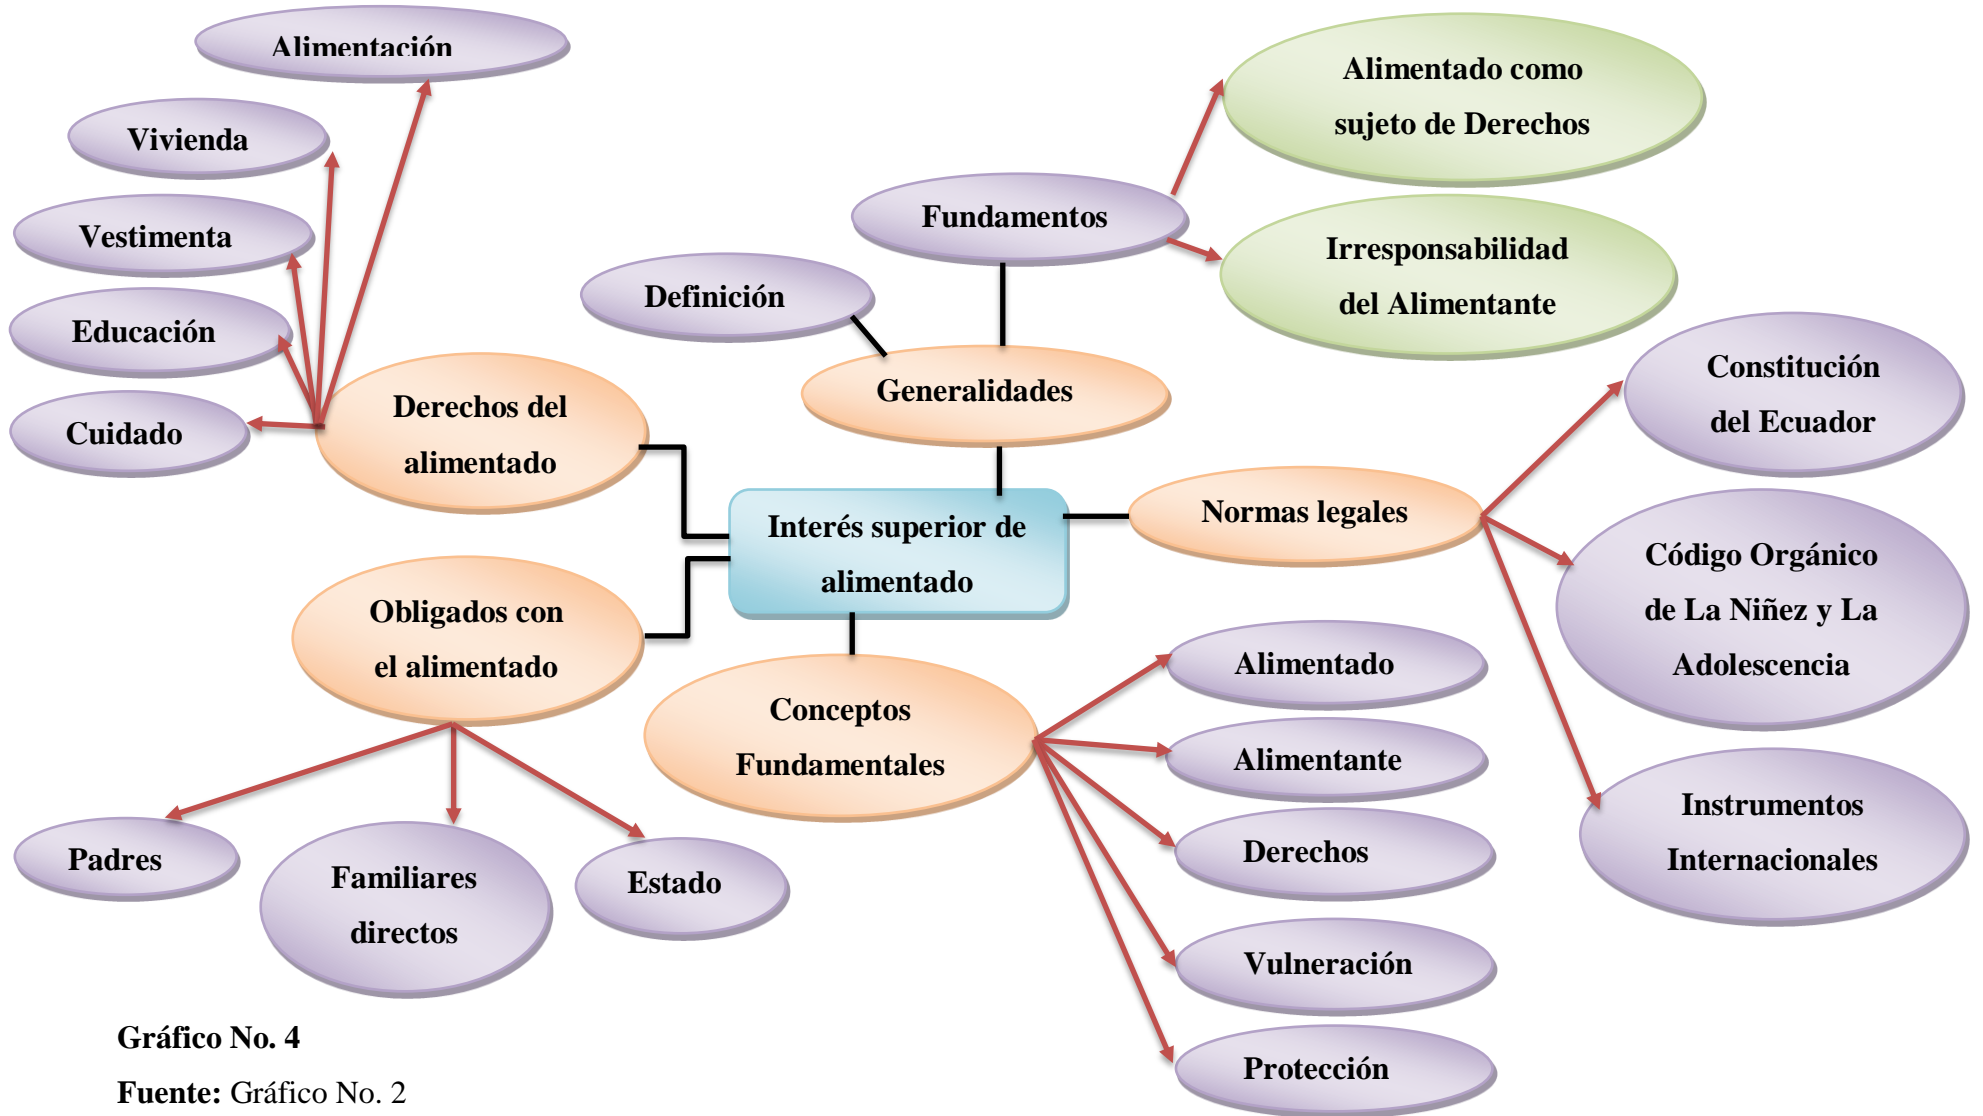 Alimentación
Vivienda
Vestimenta
Educación
Cuidado
Derechos del
alimentado
Definición
Fundamentos
Alimentado como
sujeto de Derechos
Irresponsabilidad
del Alimentante
Generalidades
Interés superior de
alimentado
Normas legales
Constitución
del Ecuador
Código Orgánico
de La Niñez y La
Adolescencia
Instrumentos
Internacionales
Obligados con
el alimentado
Padres
Familiares
directos
Estado
Conceptos
Fundamentales
Alimentado
Alimentante
Derechos
Vulneración
Protección
Gráfico No. 4
Fuente: Gráfico No. 2